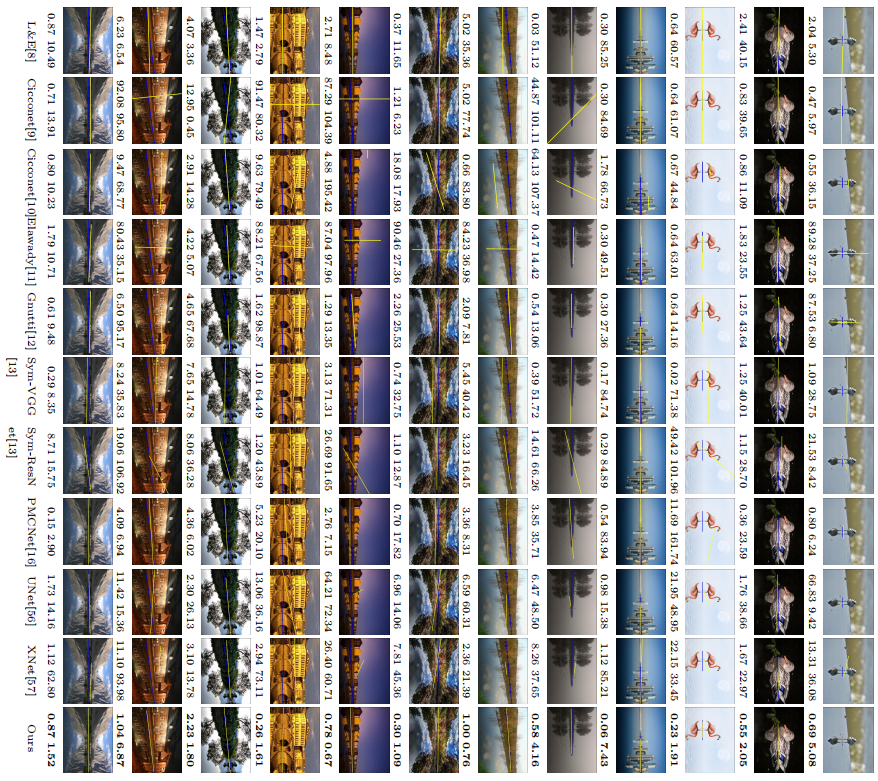 2.04 5.30 0.47 5.97 0.55 36.15 89.28 37.25 87.53 6.80 1.09 28.75 21.53 8.42 0.80 6.24 66.83 9.42 13.31 36.08 0.69 5.08
2.41 40.15 0.83 39.65 0.86 11.09 1.83 23.55 1.25 43.64 1.25 40.01 1.15 28.70 0.36 23.59 1.76 38.66 1.67 22.97 0.55 2.05
0.64 60.57 0.64 61.07 0.67 44.84 0.64 63.01 0.64 14.16 0.02 71.38 49.42 101.96 11.69 161.74 21.95 48.95 22.15 33.45 0.23 1.91
0.30 85.25 0.30 84.69 1.78 66.73 0.30 49.51 0.30 27.36 0.17 84.74 0.29 84.89 0.54 83.94 0.98 15.38 1.12 85.21 0.06 7.43
0.03 51.12 44.87 101.11 64.13 107.37 0.47 14.42 0.54 13.06 0.39 51.72 14.61 66.26 3.85 35.71 6.47 48.50 8.26 37.65 0.58 4.16
5.02 35.36 5.02 77.74 0.66 83.80 84.23 36.98 2.09 7.81 5.45 40.42 3.23 16.45 3.36 8.31 6.59 60.31 2.36 21.39 1.00 0.76
0.37 11.65 1.21 6.23 18.08 17.93 90.46 27.36 2.26 25.53 0.74 32.75 1.10 12.87 0.70 17.82 6.96 14.06 7.81 45.36 0.30 1.09
2.71 8.48 87.29 104.39 4.88 195.42 87.04 97.96 1.29 13.35 3.13 71.31 26.69 91.65 2.76 7.15 64.21 72.34 26.40 60.71 0.78 0.67
1.47 2.79 91.47 80.32 9.63 79.49 88.21 67.56 1.02 98.87 1.01 64.49 1.20 43.89 5.23 20.10 13.06 36.16 2.94 73.11 0.26 1.61
4.07 3.36 12.95 0.45 2.91 14.28 4.22 5.07 4.65 67.68 7.65 14.78 8.06 36.28 4.36 6.02 2.30 26.13 3.10 13.78 2.23 1.80
6.23 6.54 92.08 95.80 9.47 68.77 80.43 35.15 6.50 95.17 8.24 35.83 19.06 106.92 4.09 6.94 11.42 15.36 11.10 93.98 1.04 6.87
0.87 10.49 0.71 13.91 0.80 10.23 1.79 10.71 0.61 9.48 0.29 8.35 8.71 15.75 0.15 2.90 1.73 14.16 1.12 62.80 0.87 1.52
L&E[8] Cicconet[9] Cicconet[10] Elawady[11] Gnutti[12] Sym-VGG Sym-ResN PMCNet[16] UNet[56] XNet[57] Ours
[13] et[13]